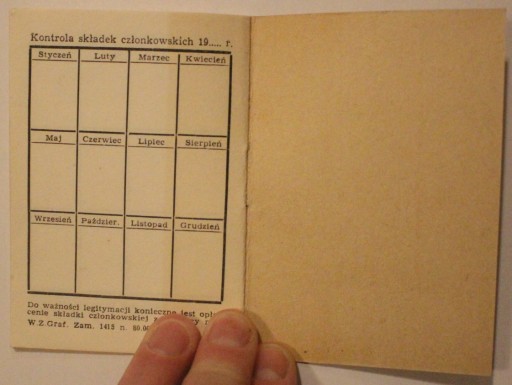 Kontrola składek członkowskich 19..... r.
Styczeń Luty Marzec Kwiecień
Maj Czerwiec Lipiec Sierpień
Wrzesień Paździer. Listopad Grudzień
Do ważności legitymacji konieczne jest
cenie składki członkowskiej
W.Z.Graf. Zam. 1413 n.